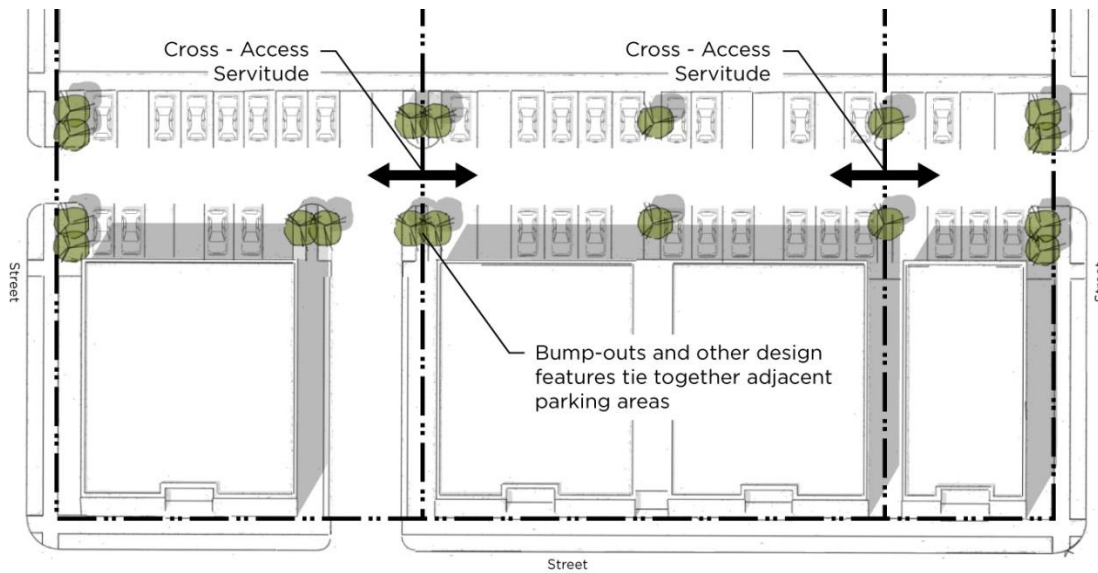 Cross - Access
Servitude
Cross - Access
Servitude
Street
Street
Bump-outs and other design
features tie together adjacent
parking areas
Street